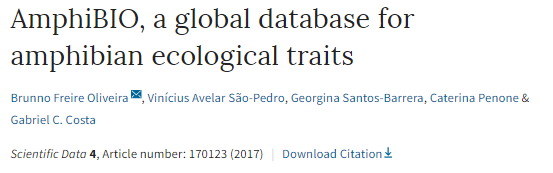 AmphiBIO, a global database for
amphibian ecological traits
Brunno Freire Oliveira, Vinícius Avelar São-Pedro, Georgina Santos-Barrera, Caterina Penone &
Gabriel C. Costa
Scientific Data 4, Article number: 170123 (2017) | Download Citation